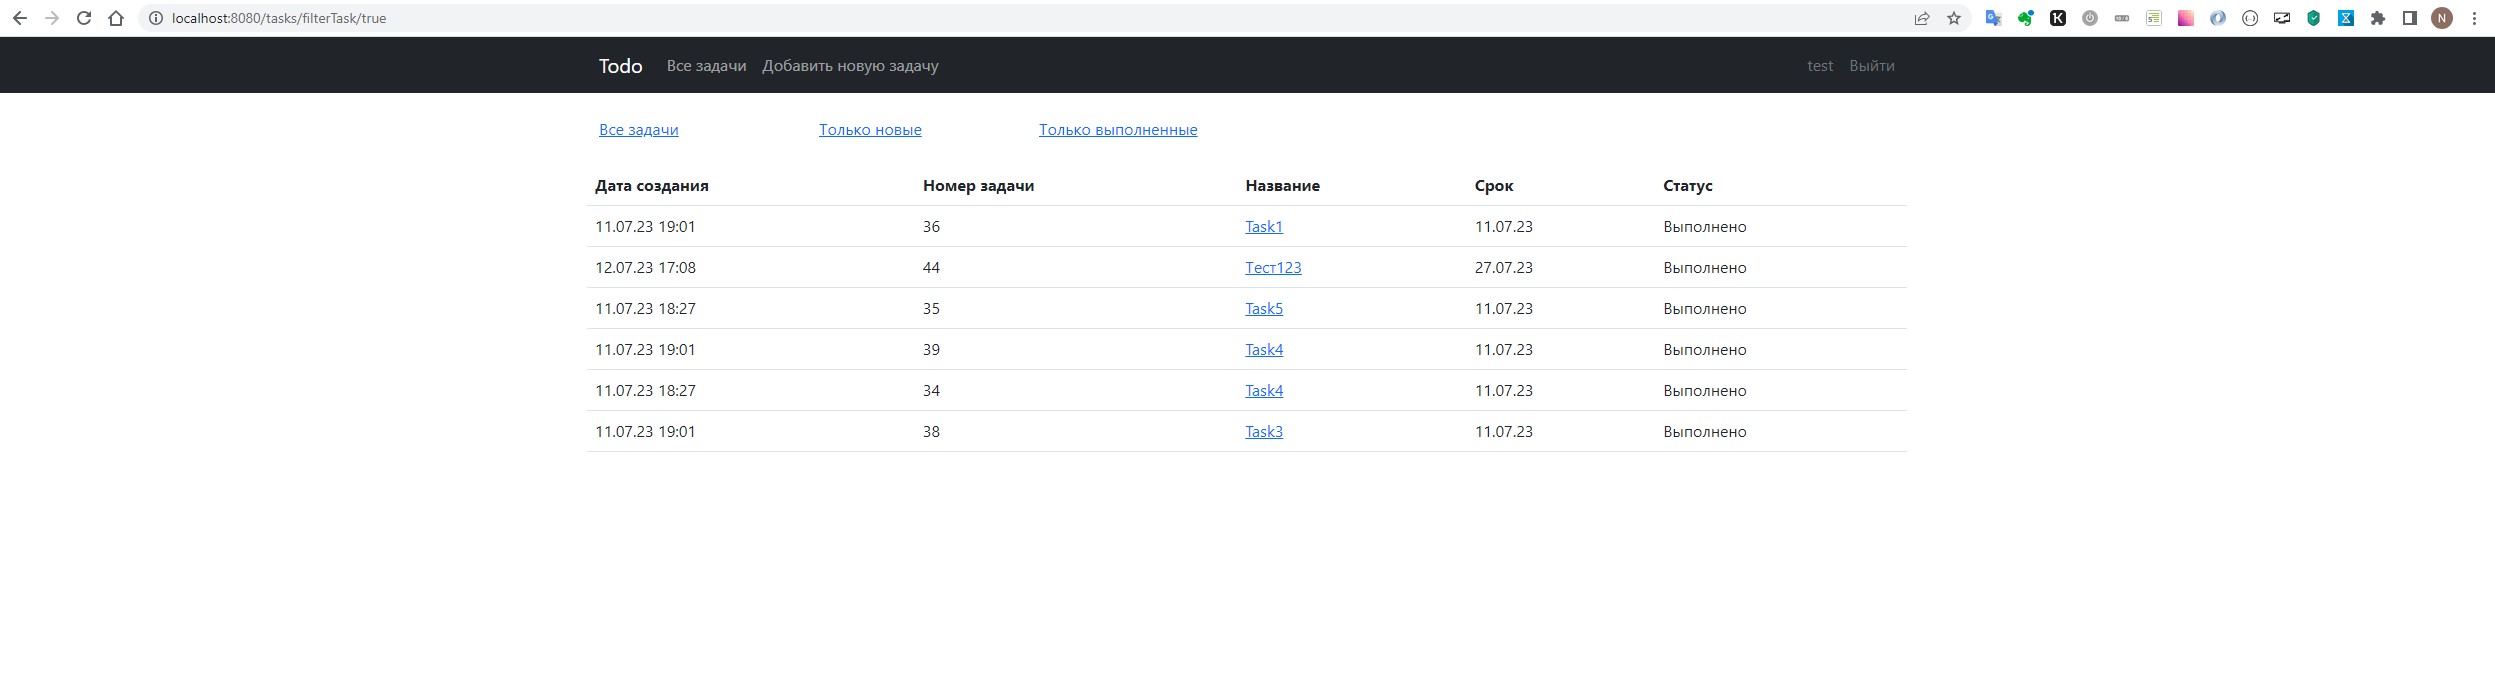 localhost:8080/tasks/filterTask/true
N
Todo Все задачи Добавить новую задачу test Выйти
Все задачи Только новые Только выполненные
Дата создания Номер задачи Название Срок Статус
11.07.23 19:01 36 Task1 11.07.23 Выполнено
12.07.23 17:08 44 Тест123 27.07.23 Выполнено
11.07.23 18:27 35 Task5 11.07.23 Выполнено
11.07.23 19:01 39 Task4 11.07.23 Выполнено
11.07.23 18:27 34 Task4 11.07.23 Выполнено
11.07.23 19:01 38 Task3 11.07.23 Выполнено